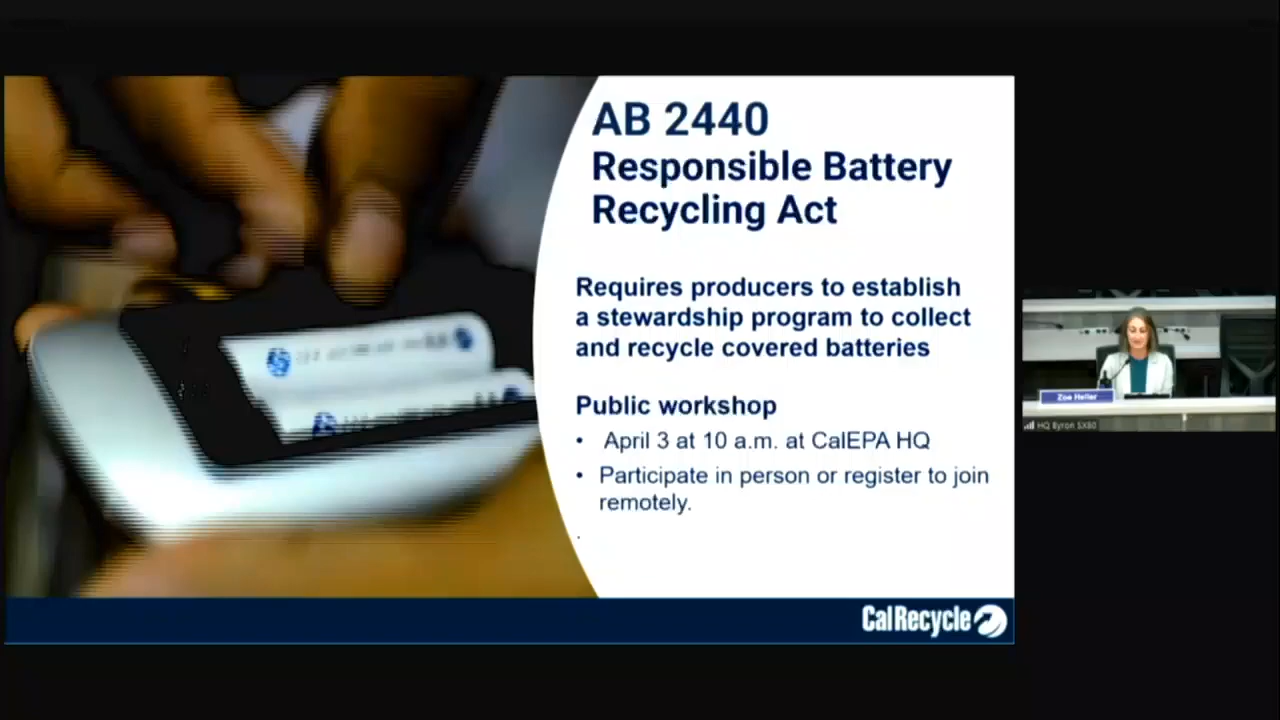 AB 2440
Responsible Battery
Recycling Act
Requires producers to establish
a stewardship program to collect
and recycle covered batteries
Public workshop
• April 3 at 10 a.m. at CalEPA HQ
• Participate in person or register to join
remotely.
.
CalRecycle
Zoe Heller
HQ Byron SX80